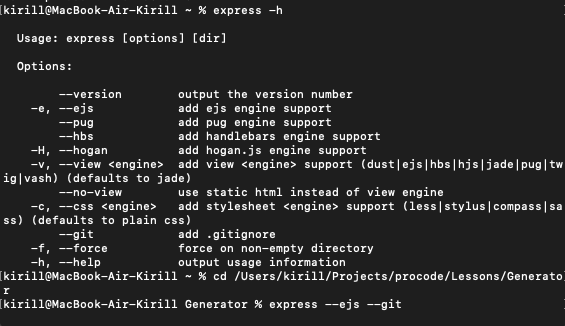 [kirill@MacBook-Air-Kirill ~ % express -h
Usage: express [options] [dir]
Options:
--version output the version number
-e, --ejs add ejs engine support
--pug add pug engine support
--hbs add handlebars engine support
-H, --hogan add hogan.js engine support
-v, --view <engine> add view <engine> support (dust|ejs|hbs|hjs|jade|pug|tw
ig|vash) (defaults to jade)
--no-view use static html instead of view engine
-c, --css <engine> add stylesheet <engine> support (less|stylus|compass|sa
ss) (defaults to plain css)
--git add .gitignore
-f, --force force on non-empty directory
-h, --help output usage information
[kirill@MacBook-Air-Kirill ~ % cd /Users/kirill/Projects/procode/Lessons/Generato]
r
[kirill@MacBook-Air-Kirill Generator % express --ejs --git